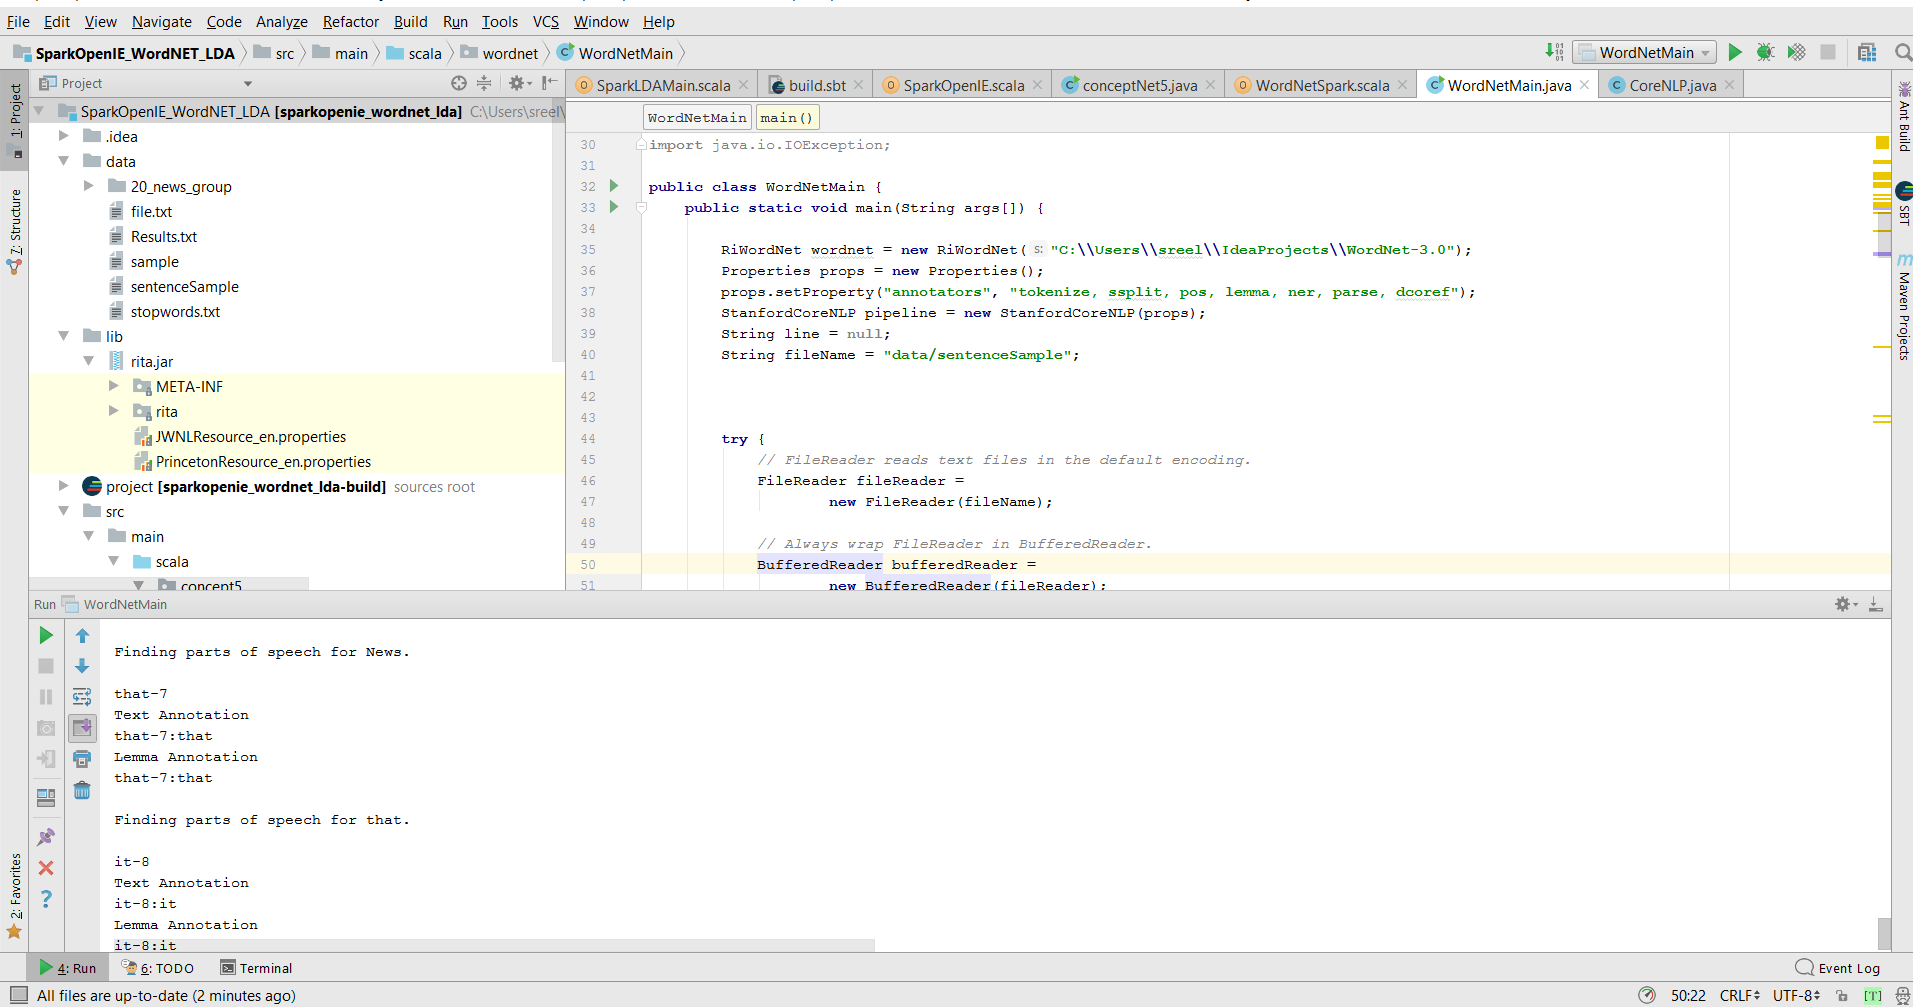 File Edit View Navigate Code Analyze Refactor Build Run Tools VCS Window Help
SparkOpenIE_WordNET_LDA src main scala wordnet WordNetMain
WordNetMain
Project
SparkLDAMain.scala build.sbt SparkOpenIE.scala conceptNet5.java WordNetSpark.scala WordNetMain.java CoreNLP.java
1: Project
Z: Structure
2: Favorites
SparkOpenIE_WordNET_LDA [sparkopenie_wordnet_lda] C:\Users\sreel\
.idea
data
20_news_group
file.txt
Results.txt
sample
sentenceSample
stopwords.txt
lib
rita.jar
META-INF
rita
JWNLResource_en.properties
PrincetonResource_en.properties
project [sparkopenie_wordnet_lda-build] sources root
src
main
scala
concept5
WordNetMain main()
30 import java.io.IOException;
31
32 public class WordNetMain {
33 public static void main(String args[]) {
34
35 RiWordNet wordnet = new RiWordNet( s: "C:\\Users\\sreel\\IdeaProjects\\WordNet-3.0");
36 Properties props = new Properties();
37 props.setProperty("annotators", "tokenize, ssplit, pos, lemma, ner, parse, dcoref");
38 StanfordCoreNLP pipeline = new StanfordCoreNLP(props);
39 String line = null;
40 String fileName = "data/sentenceSample";
41
42
43
44 try {
45 // FileReader reads text files in the default encoding.
46 FileReader fileReader =
47 new FileReader(fileName);
48
49 // Always wrap FileReader in BufferedReader.
50 BufferedReader bufferedReader =
51 new BufferedReader(fileReader);
Ant Build
SBT
Maven Projects
Run WordNetMain
Finding parts of speech for News.
that-7
Text Annotation
that-7:that
Lemma Annotation
that-7:that
Finding parts of speech for that.
it-8
Text Annotation
it-8:it
Lemma Annotation
it-8:it
4: Run 6: TODO Terminal Event Log
All files are up-to-date (2 minutes ago) 50:22 CRLF UTF-8 [T]